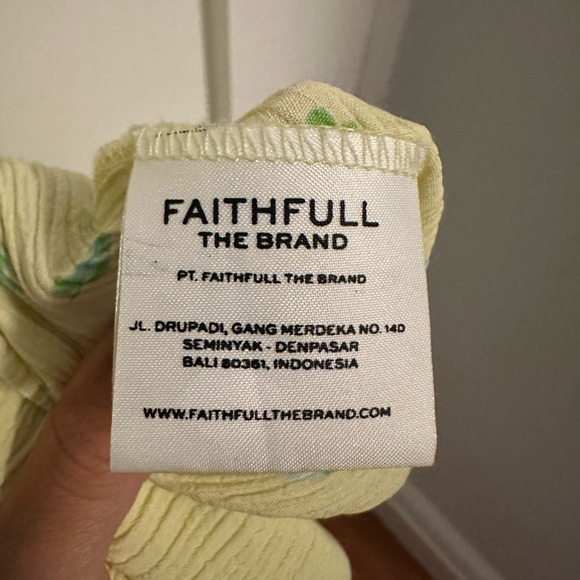 FAITHFULL
THE BRAND
PT. FAITHFULL THE BRAND
JL. DRUPADI, GANG MERDEKA NO. 140
SEMINYAK - DENPASAR
BALI 80361, INDONESIA
WWW.FAITHFULLTHEBRAND.COM